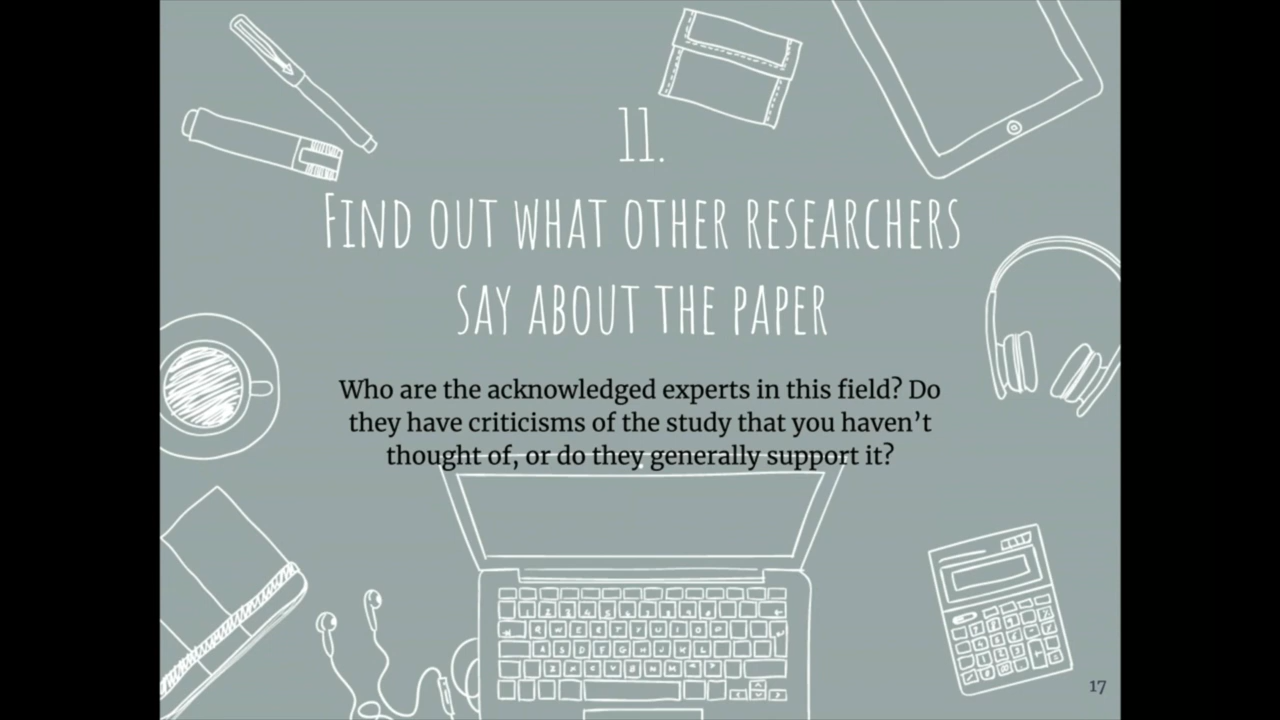 11.
Find out what other researchers
say about the paper
Who are the acknowledged experts in this field? Do
they have criticisms of the study that you haven’t
thought of, or do they generally support it?
17